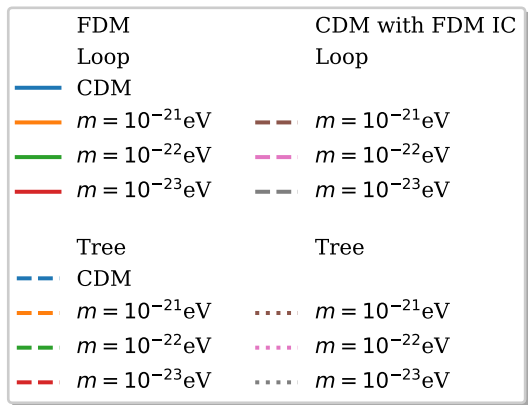 FDM CDM with FDM IC
Loop Loop
CDM
m = 10⁻²¹eV m = 10⁻²¹eV
m = 10⁻²²eV m = 10⁻²²eV
m = 10⁻²³eV m = 10⁻²³eV
Tree Tree
CDM
m = 10⁻²¹eV m = 10⁻²¹eV
m = 10⁻²²eV m = 10⁻²²eV
m = 10⁻²³eV m = 10⁻²³eV